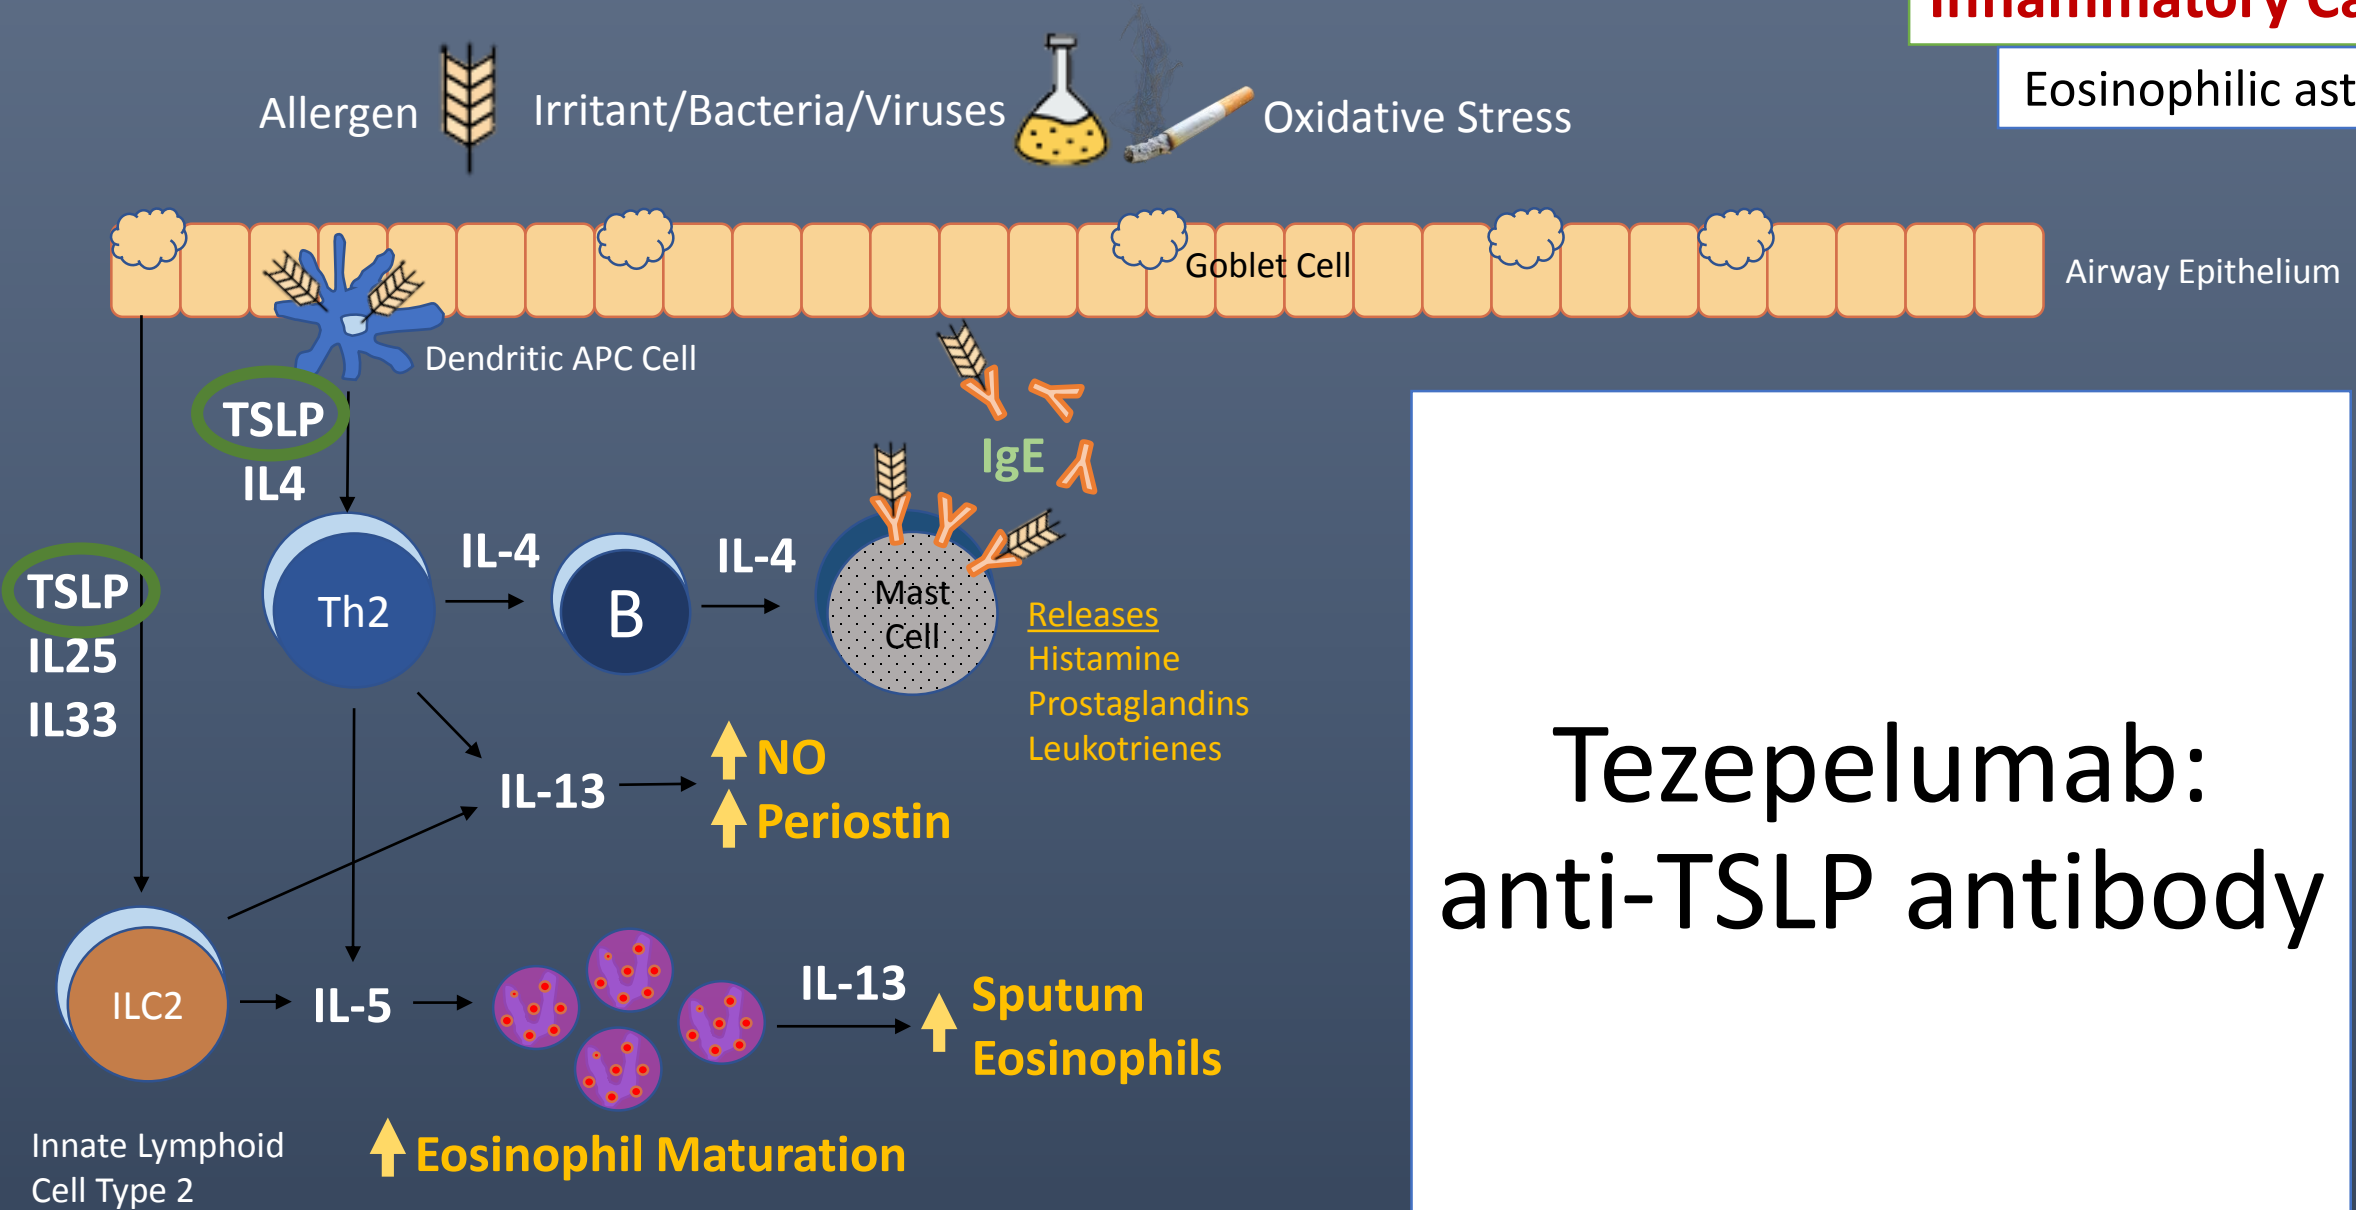 Inflammatory Ca
Eosinophilic ast
Allergen
Irritant/Bacteria/Viruses
Oxidative Stress
Goblet Cell
Airway Epithelium
Dendritic APC Cell
TSLP
IL4
IgE
TSLP
IL25
IL33
Th2
IL-4
B
IL-4
Mast
Cell
Releases
Histamine
Prostaglandins
Leukotrienes
IL-13
NO
Periostin
ILC2
IL-5
IL-13
Sputum
Eosinophils
Innate Lymphoid
Cell Type 2
Eosinophil Maturation
Tezepelumab:
anti-TSLP antibody